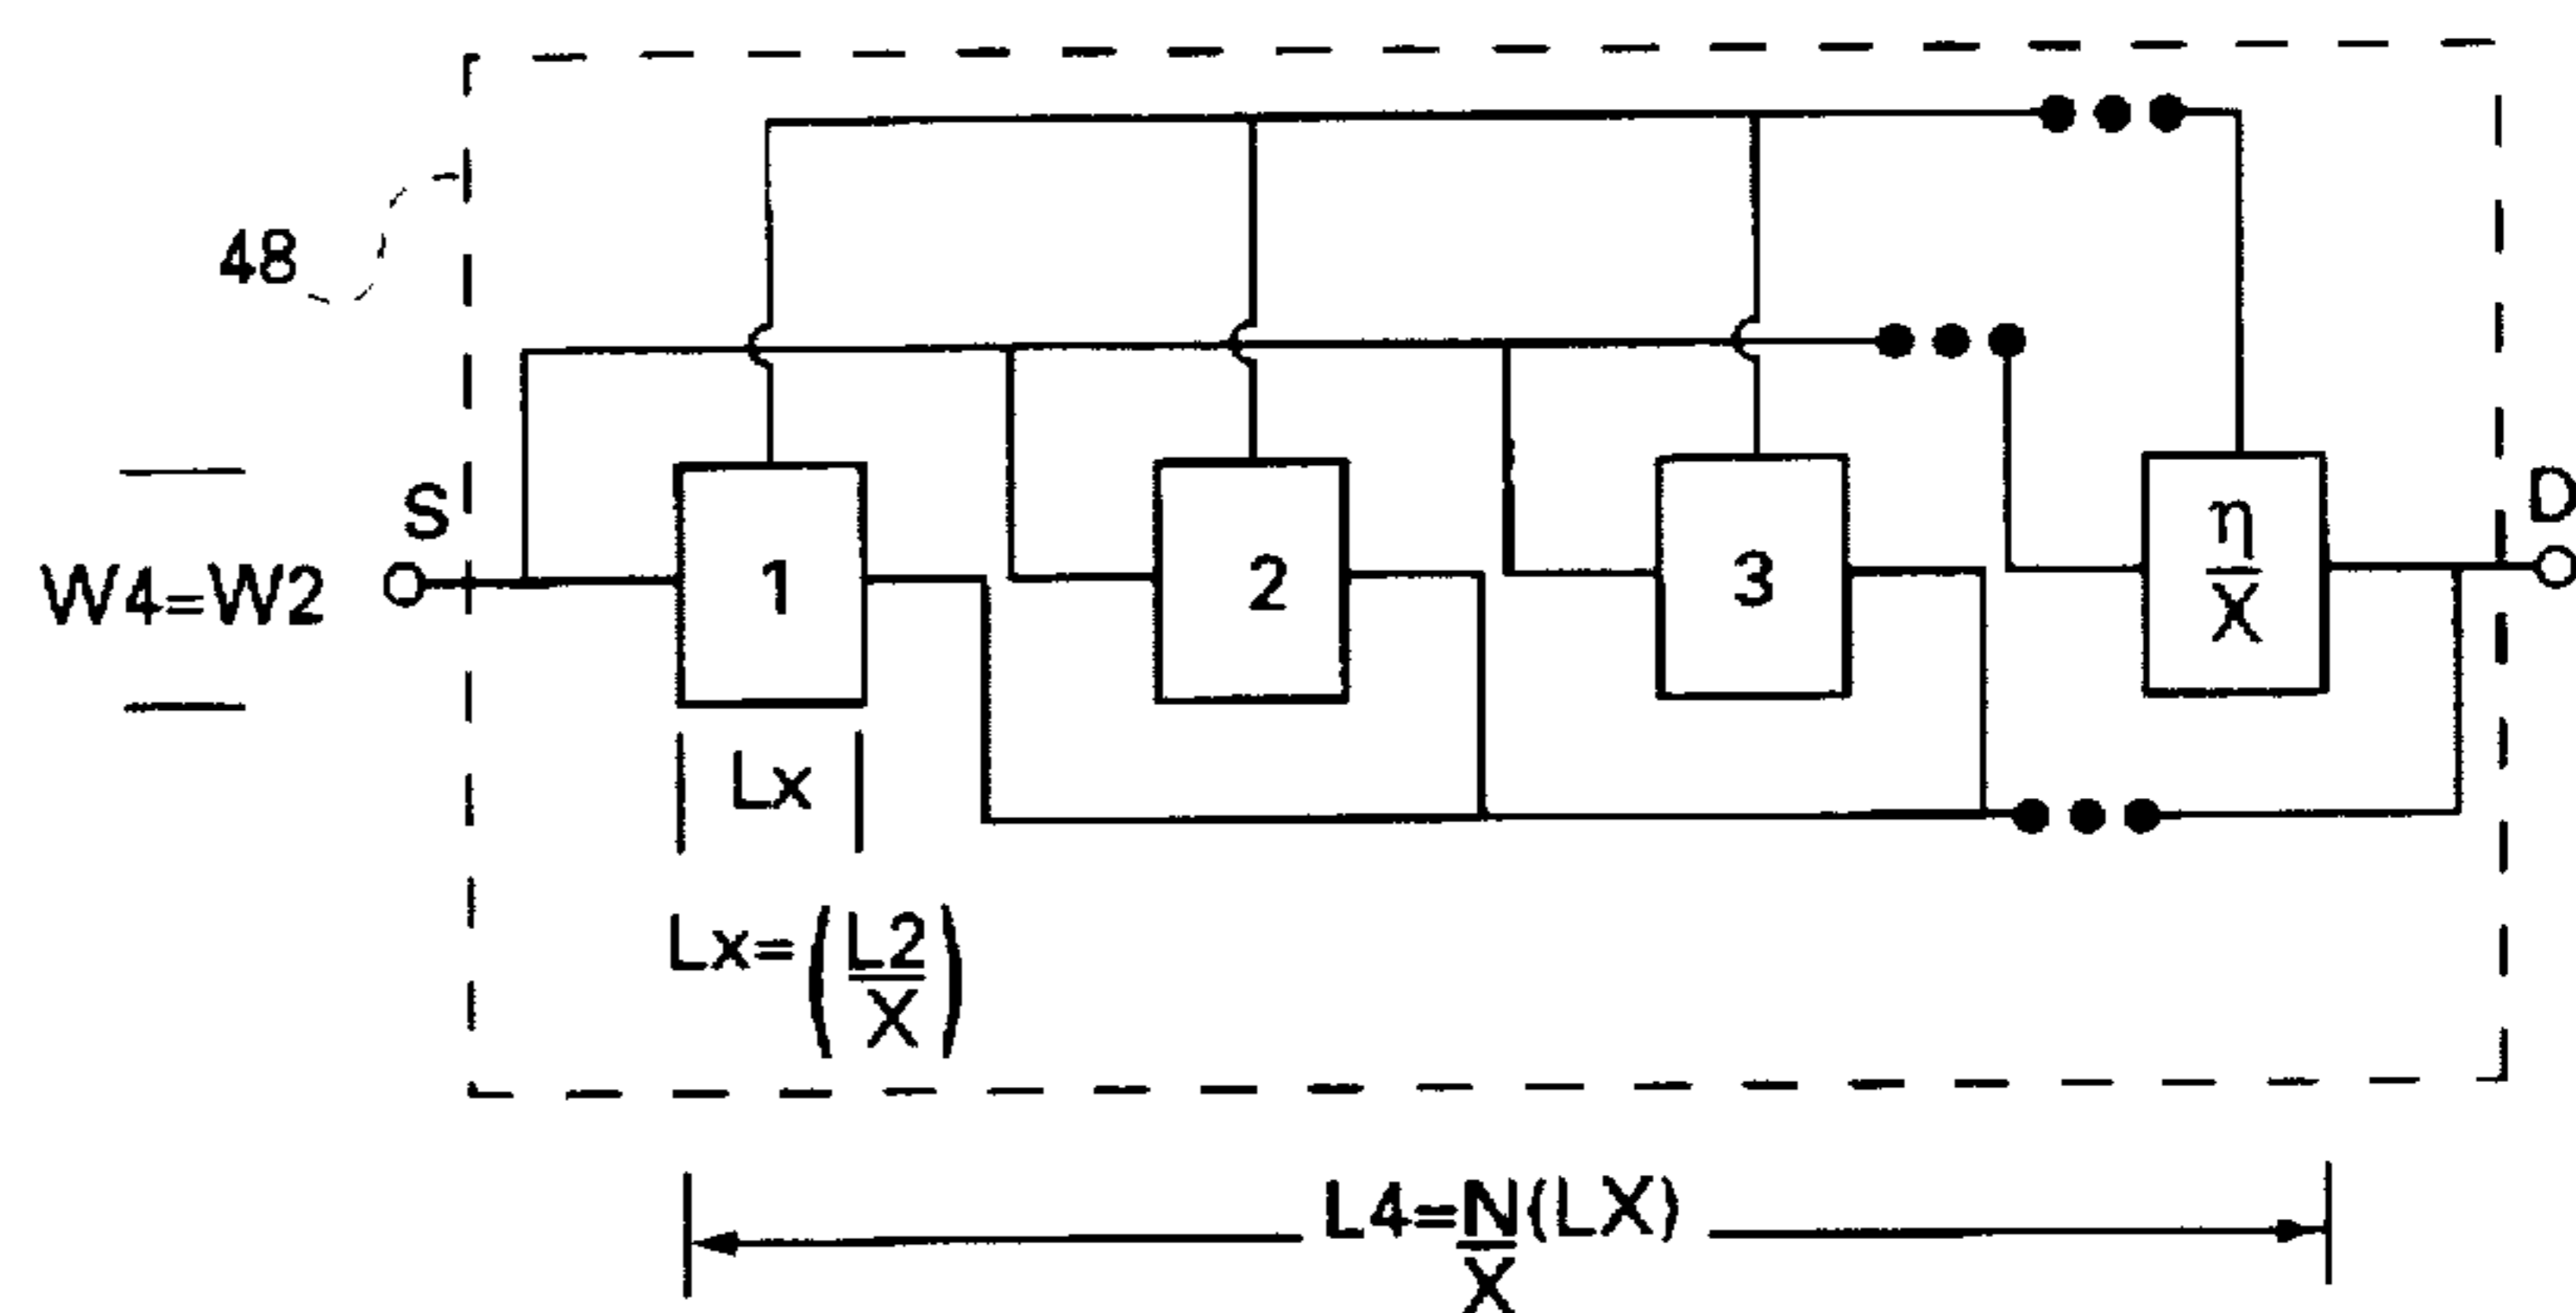 48
S
D
W4=W2
1
2
3
η/X
Lx
Lx=(L2/X)
L4=N/X(LX)